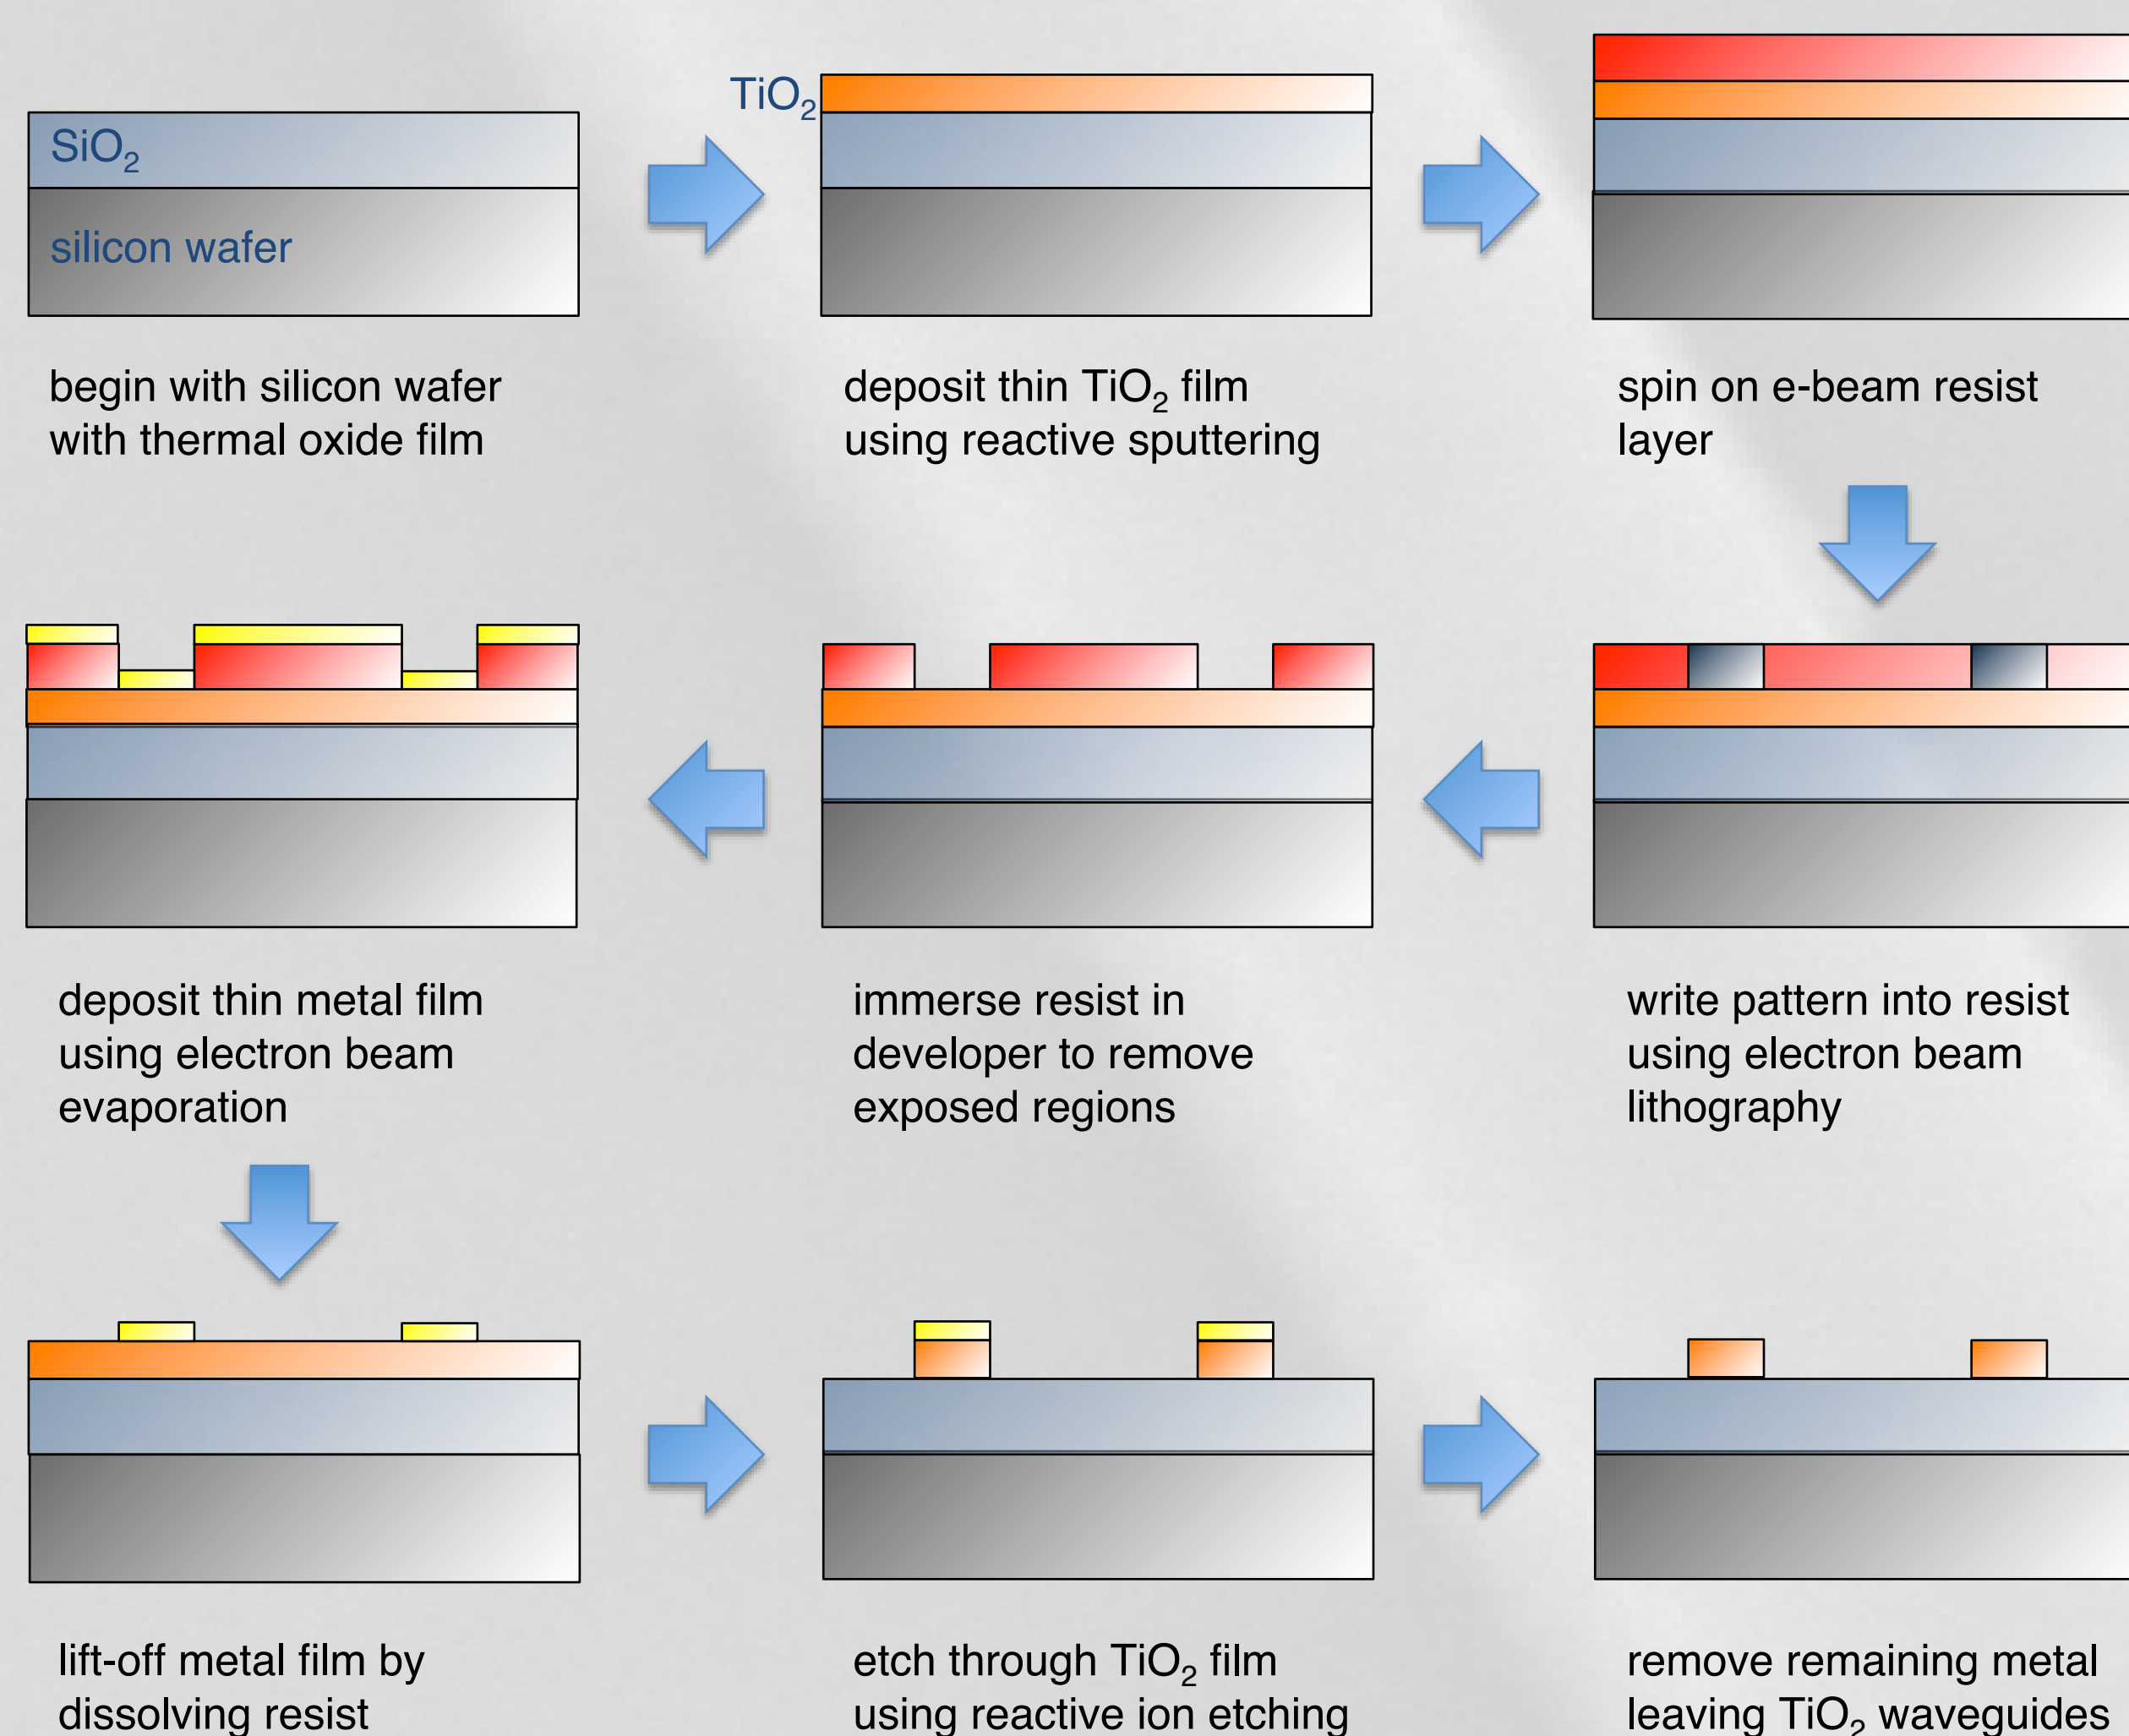 SiO₂
silicon wafer
begin with silicon wafer
with thermal oxide film
TiO₂
deposit thin TiO₂ film
using reactive sputtering
spin on e-beam resist
layer
write pattern into resist
using electron beam
lithography
immerse resist in
developer to remove
exposed regions
deposit thin metal film
using electron beam
evaporation
lift-off metal film by
dissolving resist
etch through TiO₂ film
using reactive ion etching
remove remaining metal
leaving TiO₂ waveguides